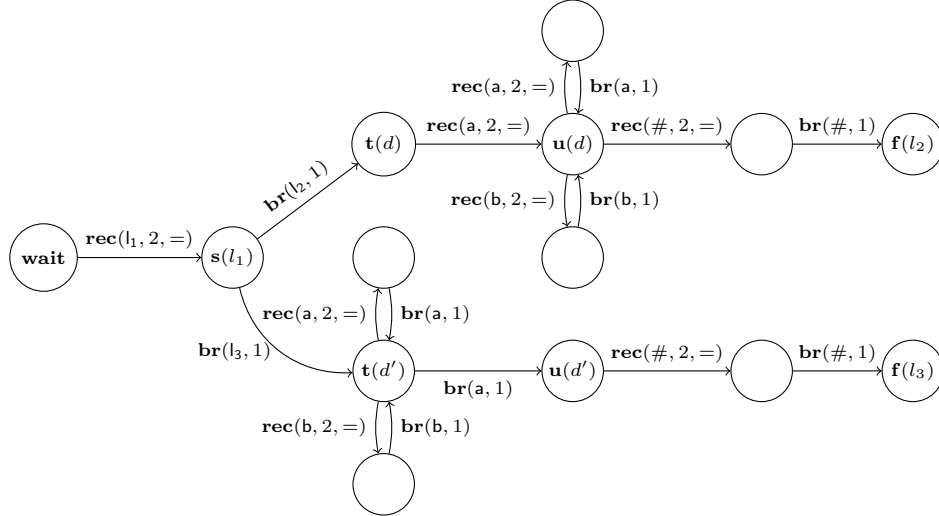 rec(a, 2, =) br(a, 1)
t(d) rec(a, 2, =) u(d) rec(#, 2, =) br(#, 1) f(l₂)
br(l₂, 1)
rec(b, 2, =) br(b, 1)
wait rec(l₁, 2, =) s(l₁)
rec(a, 2, =) br(a, 1)
br(l₃, 1)
t(d′) br(a, 1) u(d′) rec(#, 2, =) br(#, 1) f(l₃)
rec(b, 2, =) br(b, 1)